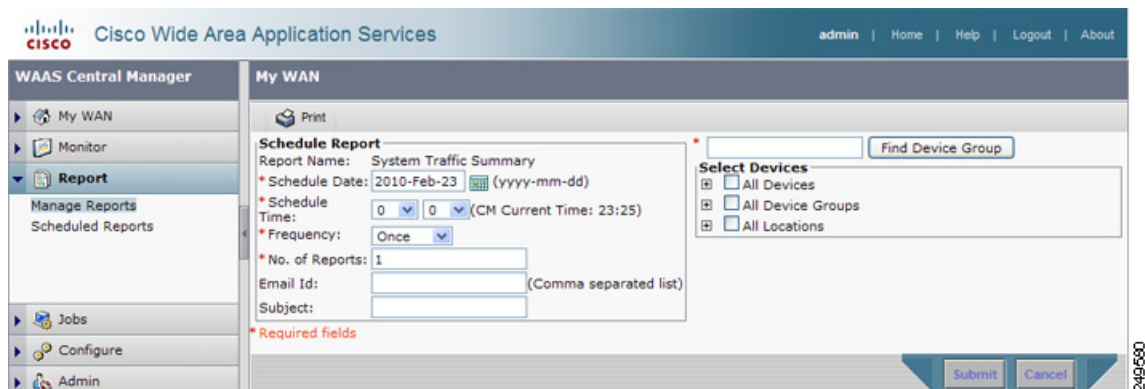 CISCO Cisco Wide Area Application Services
admin | Home | Help | Logout | About
WAAS Central Manager
My WAN
Monitor
Report
Manage Reports
Scheduled Reports
Jobs
Configure
Admin
My WAN
Print
Schedule Report
Report Name: System Traffic Summary
* Schedule Date: 2010-Feb-23 (yyyy-mm-dd)
* Schedule
Time: 0 0 (CM Current Time: 23:25)
* Frequency: Once
* No. of Reports: 1
Email Id: (Comma separated list)
Subject:
* Required fields
* Find Device Group
Select Devices
All Devices
All Device Groups
All Locations
Submit Cancel